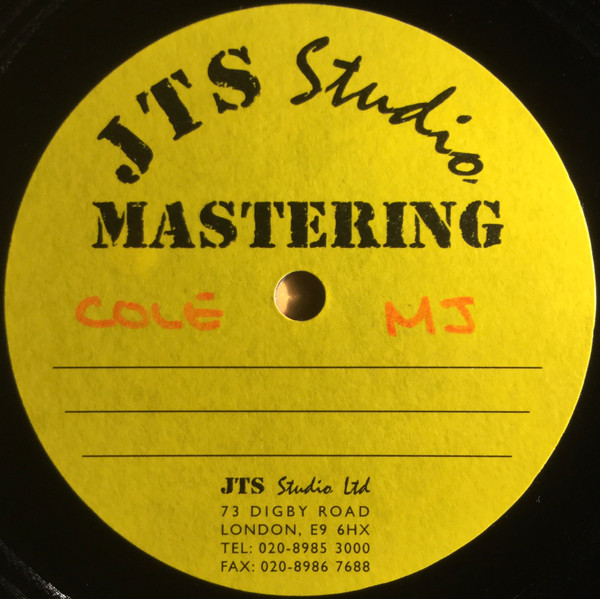 JTS Studio.
MASTERING
COLE MJ
JTS Studio Ltd
73 DIGBY ROAD
LONDON, E9 6HX
TEL: 020-8985 3000
FAX: 020-8986 7688